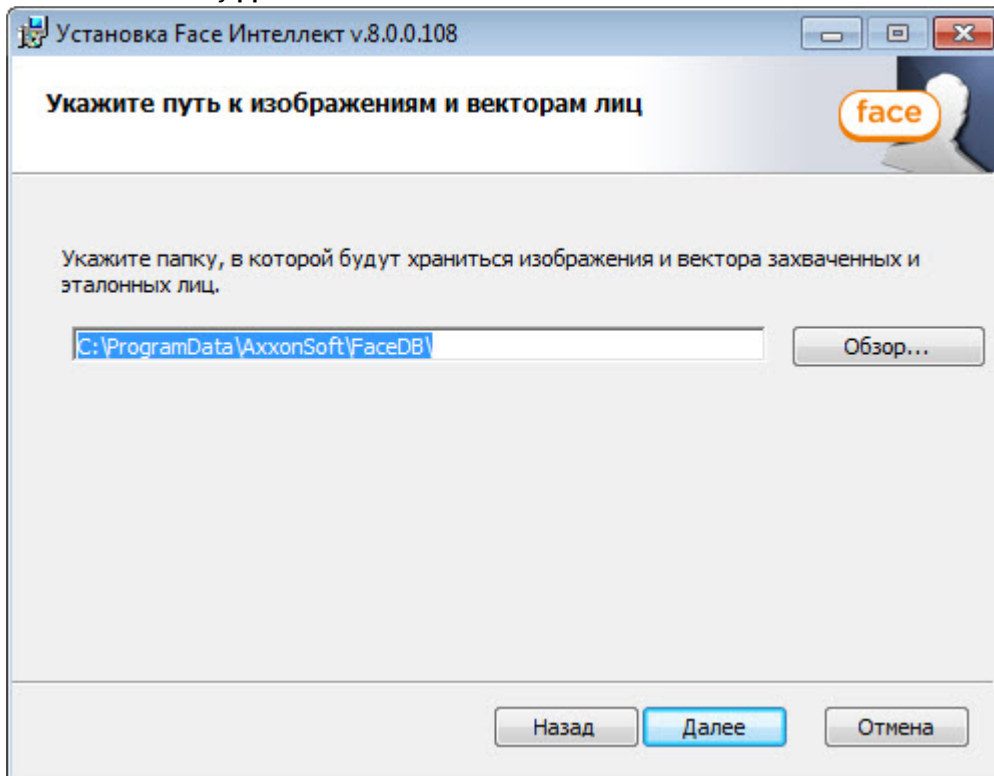 Установка Face Интеллект v.8.0.0.108
Укажите путь к изображениям и векторам лиц
face
Укажите папку, в которой будут храниться изображения и вектора захваченных и
эталонных лиц.
C:\ProgramData\AxxonSoft\FaceDB\
Обзор...
Назад
Далее
Отмена